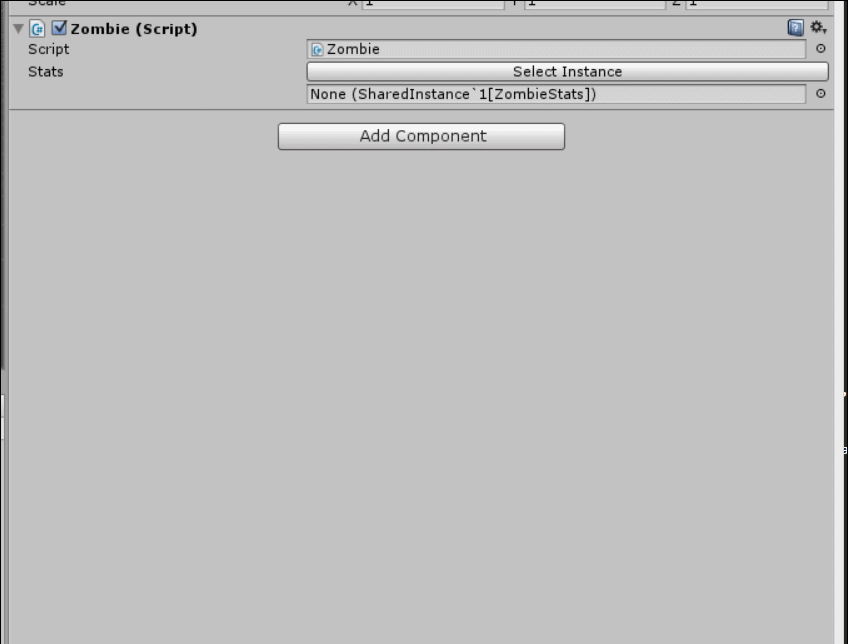 Scale X 1 Y 1 Z 1
Zombie (Script)
Script Zombie
Stats Select Instance
None (SharedInstance`1[ZombieStats])
Add Component